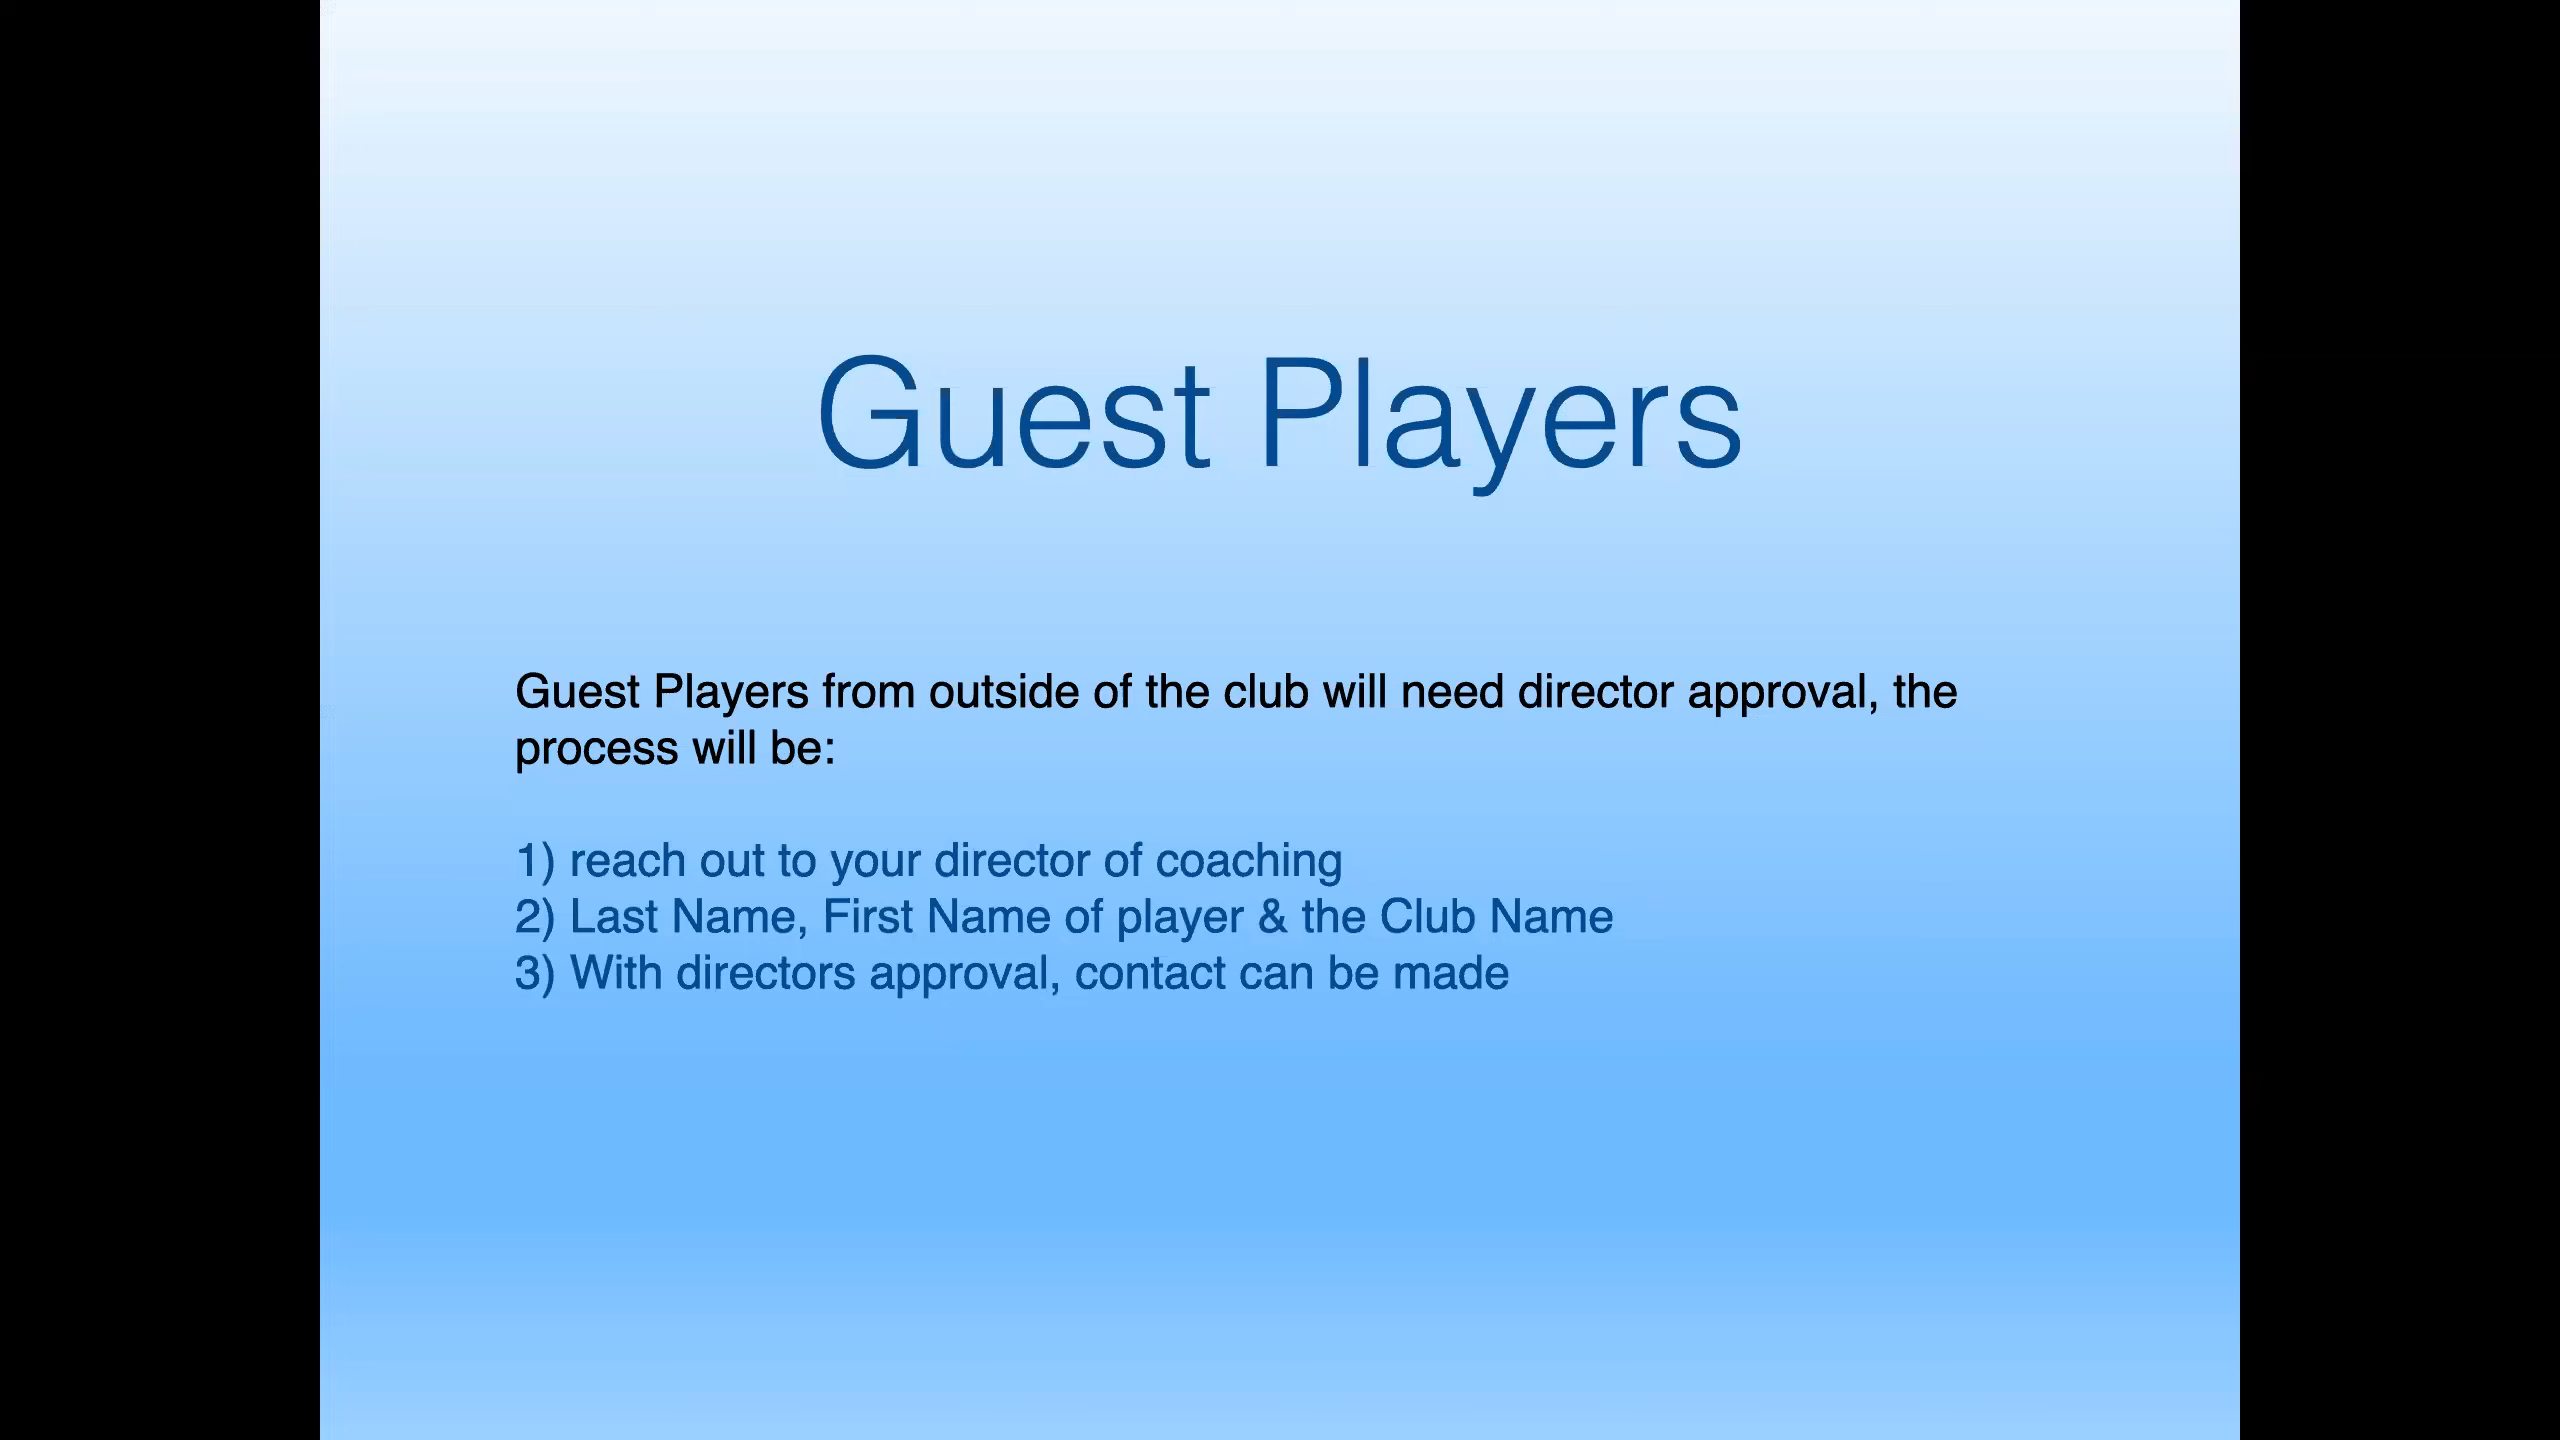 Guest Players
Guest Players from outside of the club will need director approval, the
process will be:
1) reach out to your director of coaching
2) Last Name, First Name of player & the Club Name
3) With directors approval, contact can be made